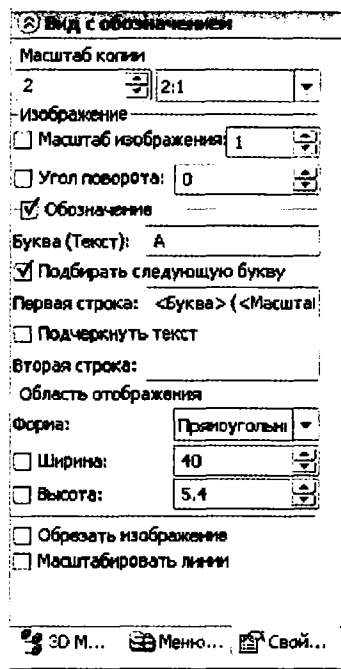 Вид с обозначением
Масштаб копии
2 2:1
Изображение
Масштаб изображения: 1
Угол поворота: 0
Обозначение
Буква (Текст): А
Подбирать следующую букву
Первая строка: <Буква> (<Масшта
Подчеркнуть текст
Вторая строка:
Область отображения
Форма: Прямоугольн
Ширина: 40
Высота: 5.4
Обрезать изображение
Масштабировать линии
3D М... Меню... Свой...